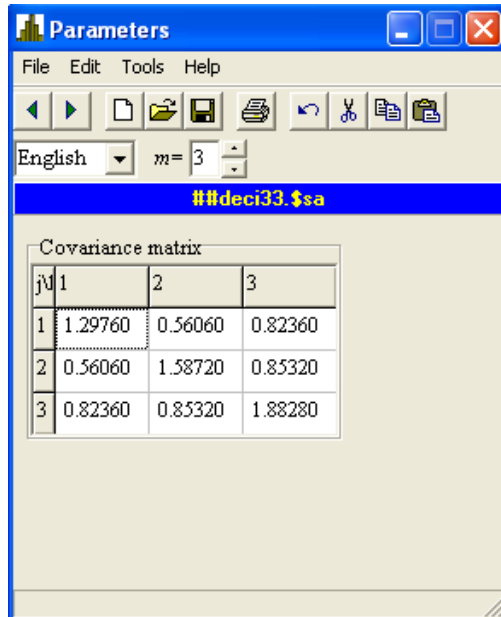 Parameters
File Edit Tools Help
English m= 3
##deci33.$sa
Covariance matrix
1 2 3
1 1.29760 0.56060 0.82360
2 0.56060 1.58720 0.85320
3 0.82360 0.85320 1.88280